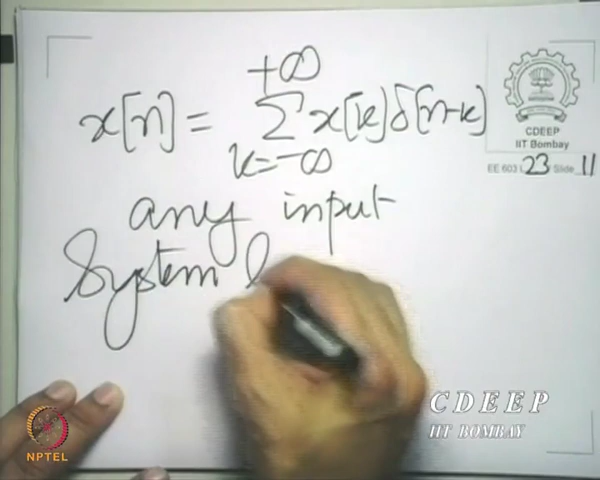 +∞
x[n] = Σ x[k]δ[n-k]
k=-∞
CDEEP
IIT Bombay
EE 603 L 23 Slide 11
any input
System
CDEEP
IIT BOMBAY
NPTEL